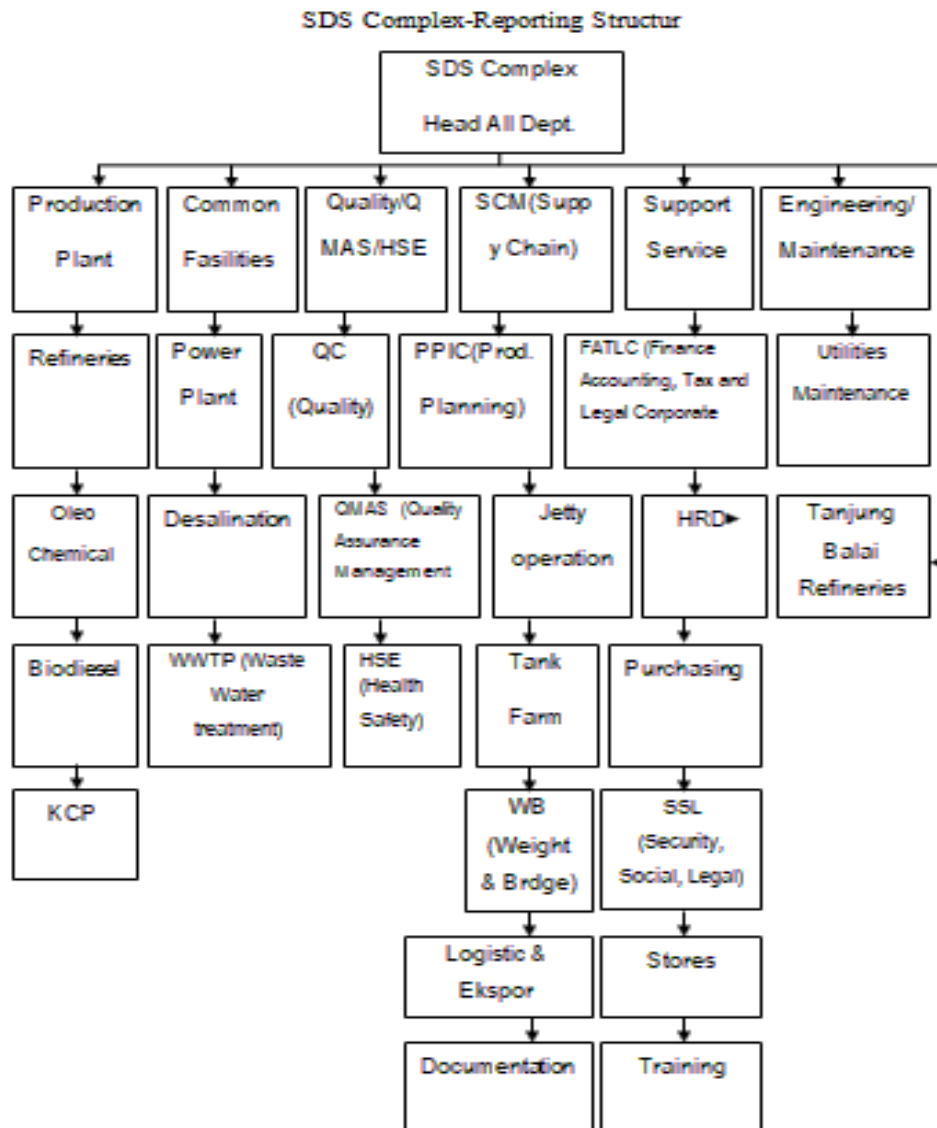 SDS Complex-Reporting Structur
SDS Complex
Head All Dept.
Production
Plant
Common
Fasilities
Quality/Q
MAS/HSE
SCM(Supp
y Chain)
Support
Service
Engineering/
Maintenance
Refineries
Power
Plant
QC
(Quality)
PPIC(Prod.
Planning)
FATLC (Finance
Accounting, Tax and
Legal Corporate
Utilities
Maintenance
Oleo
Chemical
Desalination
QMAS (Quality
Assurance
Management
Jetty
operation
HRD
Tanjung
Balai
Refineries
Biodiesel
WWTP (Waste
Water
treatment)
HSE
(Health
Safety)
Tank
Farm
Purchasing
KCP
WB
(Weight
& Brdge)
SSL
(Security,
Social, Legal)
Logistic &
Ekspor
Stores
Documentation
Training